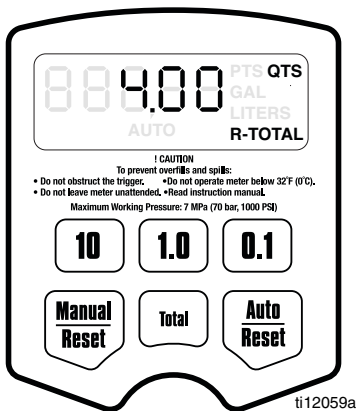 PTS QTS
4.00
GAL
LITERS
AUTO
R-TOTAL
! CAUTION
To prevent overfills and spills:
• Do not obstruct the trigger. •Do not operate meter below 32°F (0°C).
• Do not leave meter unattended. •Read instruction manual.
Maximum Working Pressure: 7 MPa (70 bar, 1000 PSI)
10 1.0 0.1
Manual
Reset
Total
Auto
Reset
ti12059a